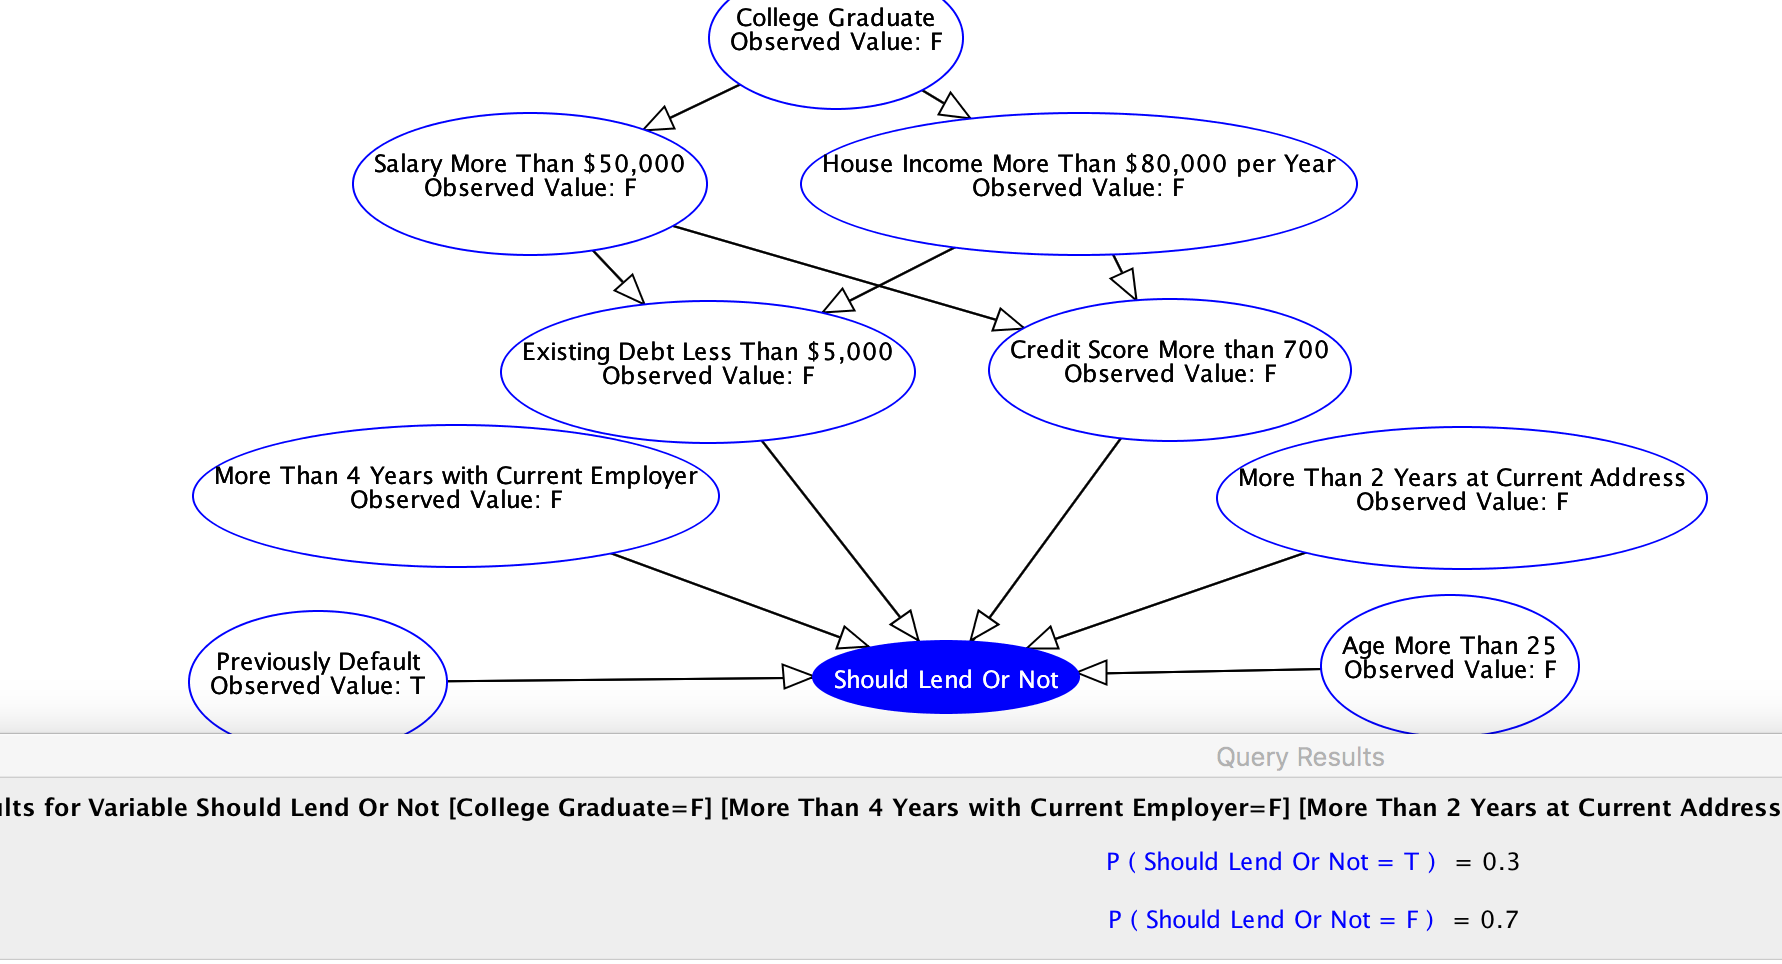 College Graduate
Observed Value: F
Salary More Than $50,000
Observed Value: F
House Income More Than $80,000 per Year
Observed Value: F
Existing Debt Less Than $5,000
Observed Value: F
Credit Score More than 700
Observed Value: F
More Than 4 Years with Current Employer
Observed Value: F
More Than 2 Years at Current Address
Observed Value: F
Previously Default
Observed Value: T
Should Lend Or Not
Age More Than 25
Observed Value: F
Query Results
for Variable Should Lend Or Not [College Graduate=F] [More Than 4 Years with Current Employer=F] [More Than 2 Years at Current Address
P ( Should Lend Or Not = T ) = 0.3
P ( Should Lend Or Not = F ) = 0.7